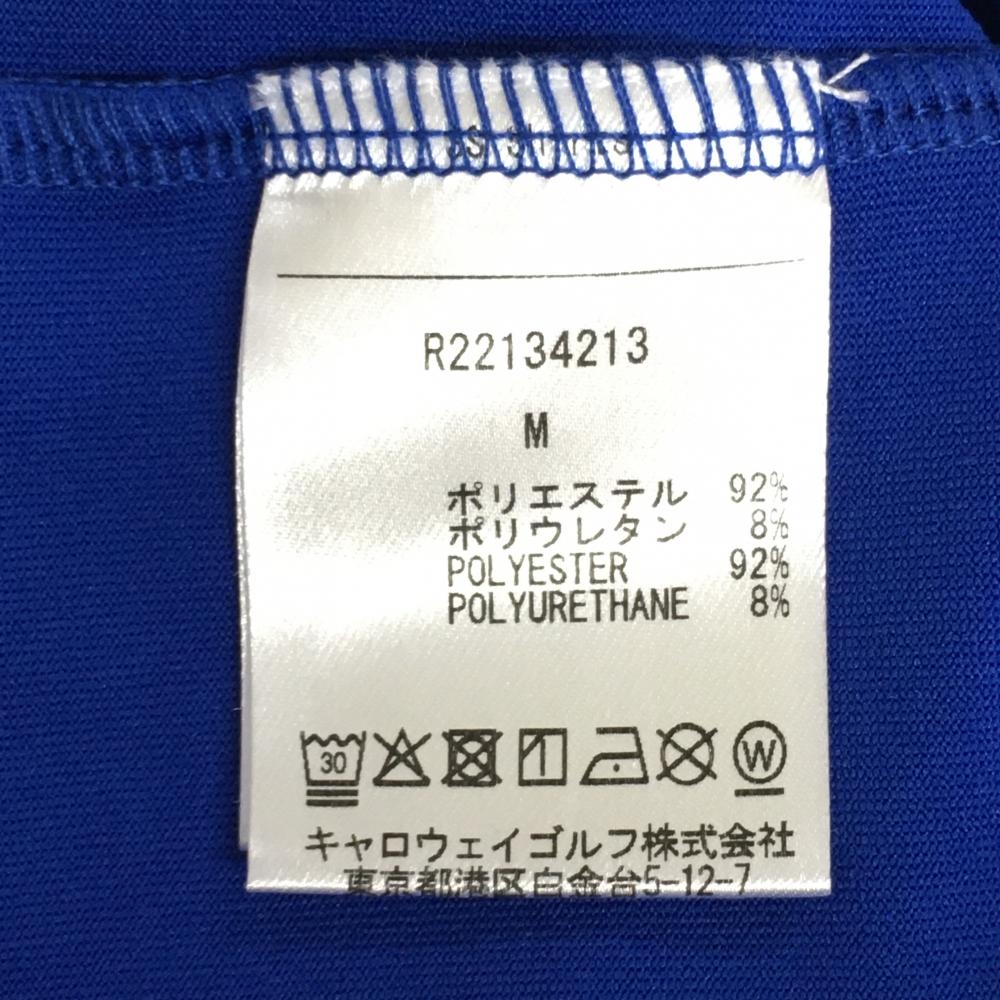 R22134213
M
ポリエステル 92%
ポリウレタン 8%
POLYESTER 92%
POLYURETHANE 8%
30 W
キャロウェイゴルフ株式会社
東京都港区白金台5-12-7